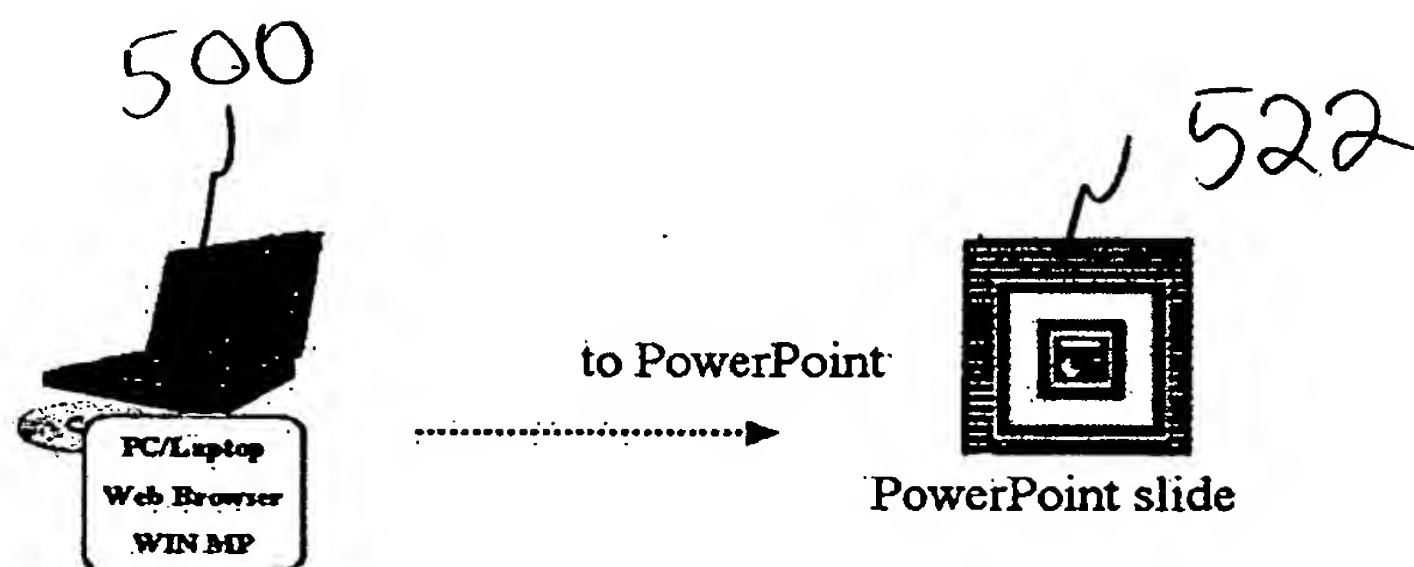 500
522
to PowerPoint
PC/Laptop
Web Browser
WIN MP
PowerPoint slide